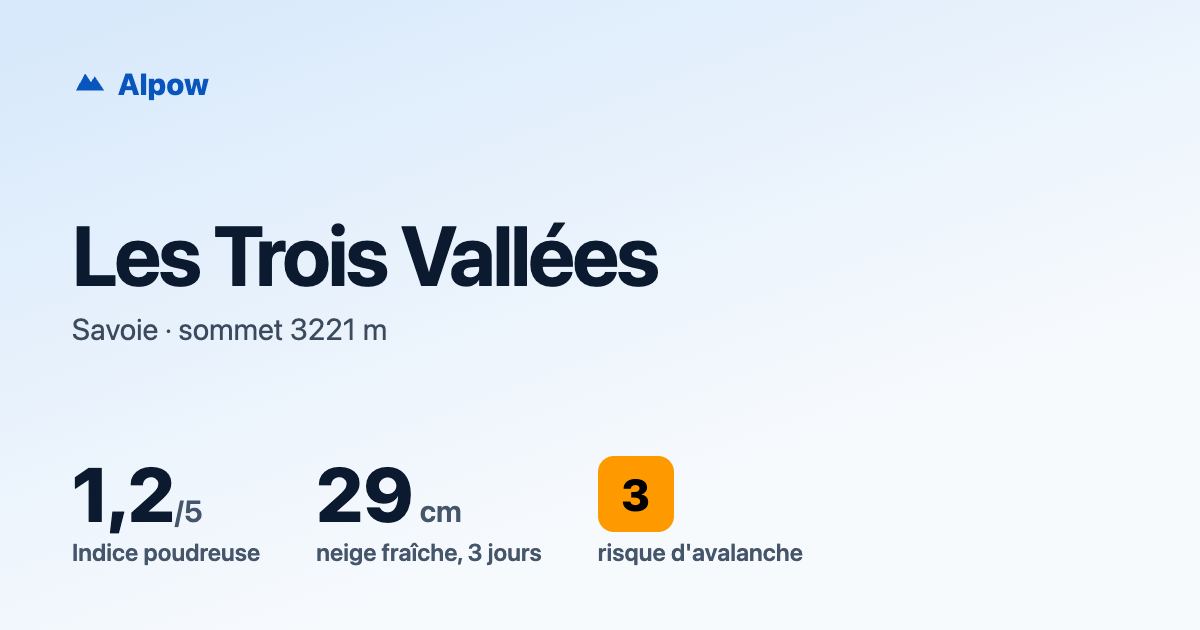 Alpow
Les Trois Vallées
Savoie · sommet 3221 m
1,2/5
Indice poudreuse
29 cm
neige fraîche, 3 jours
3
risque d'avalanche